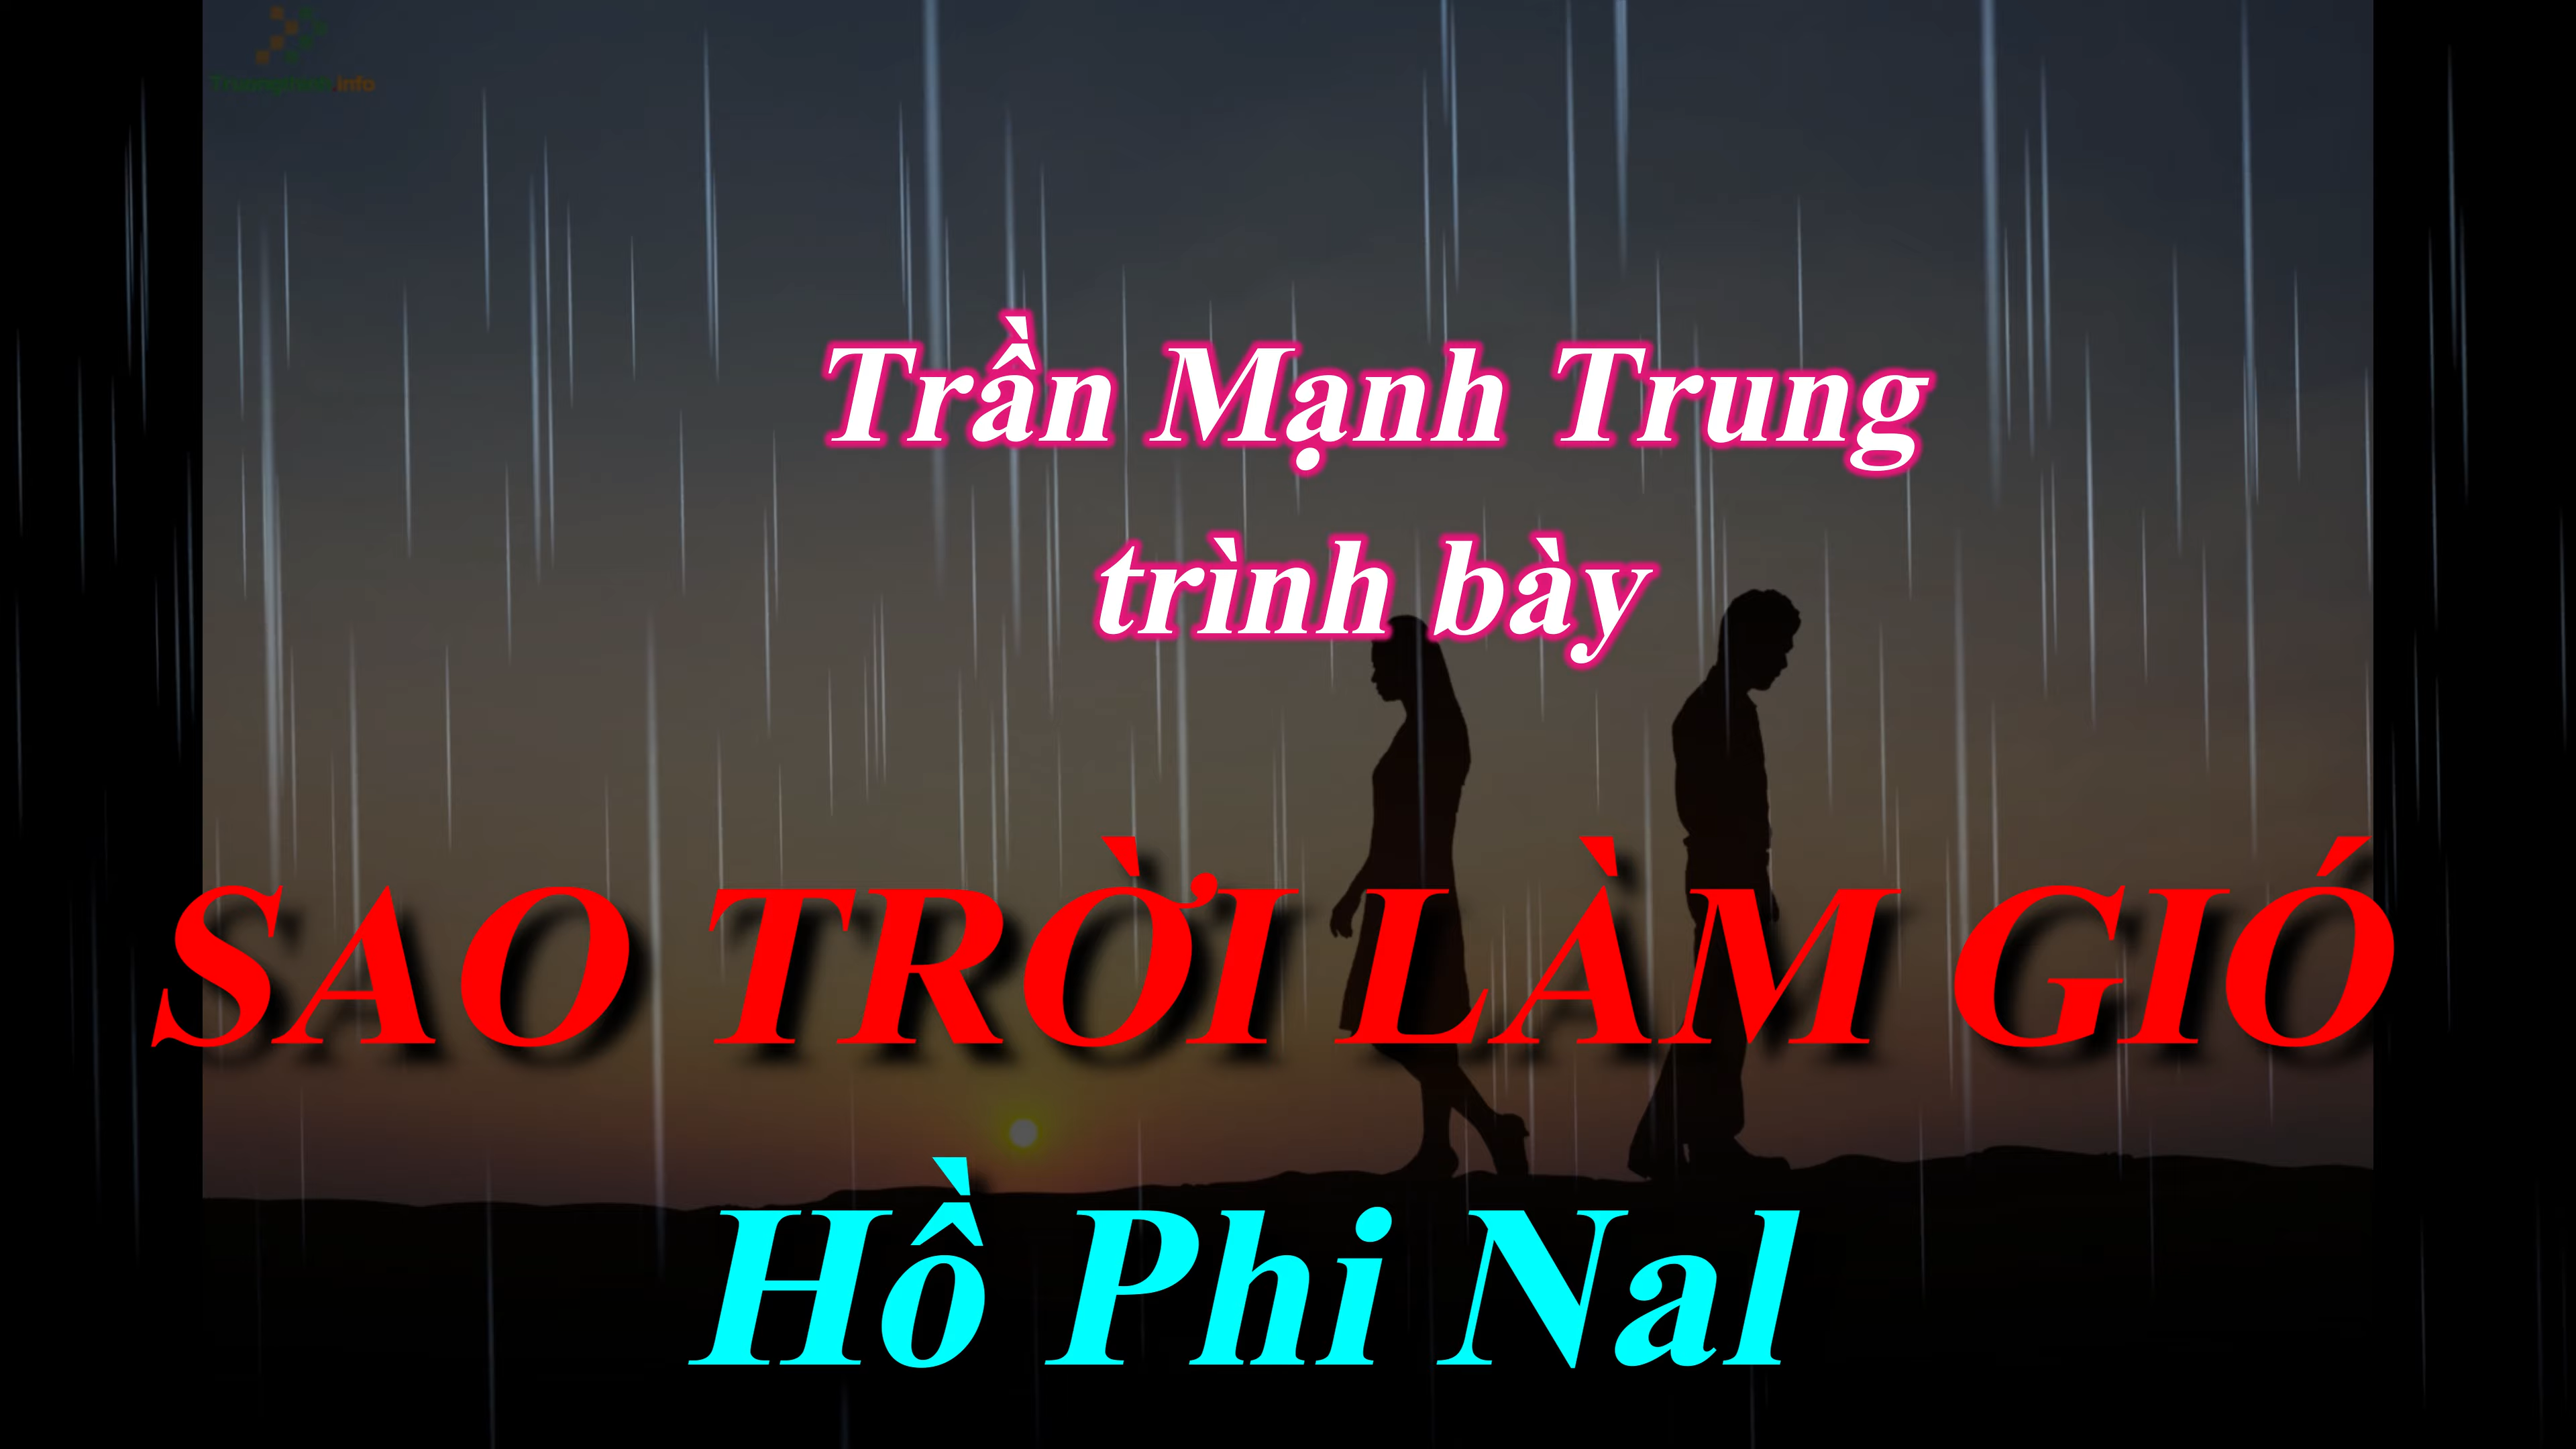 Trần Mạnh Trung
trình bày
SAO TRỜI LÀM GIÓ
Hồ Phi Nal